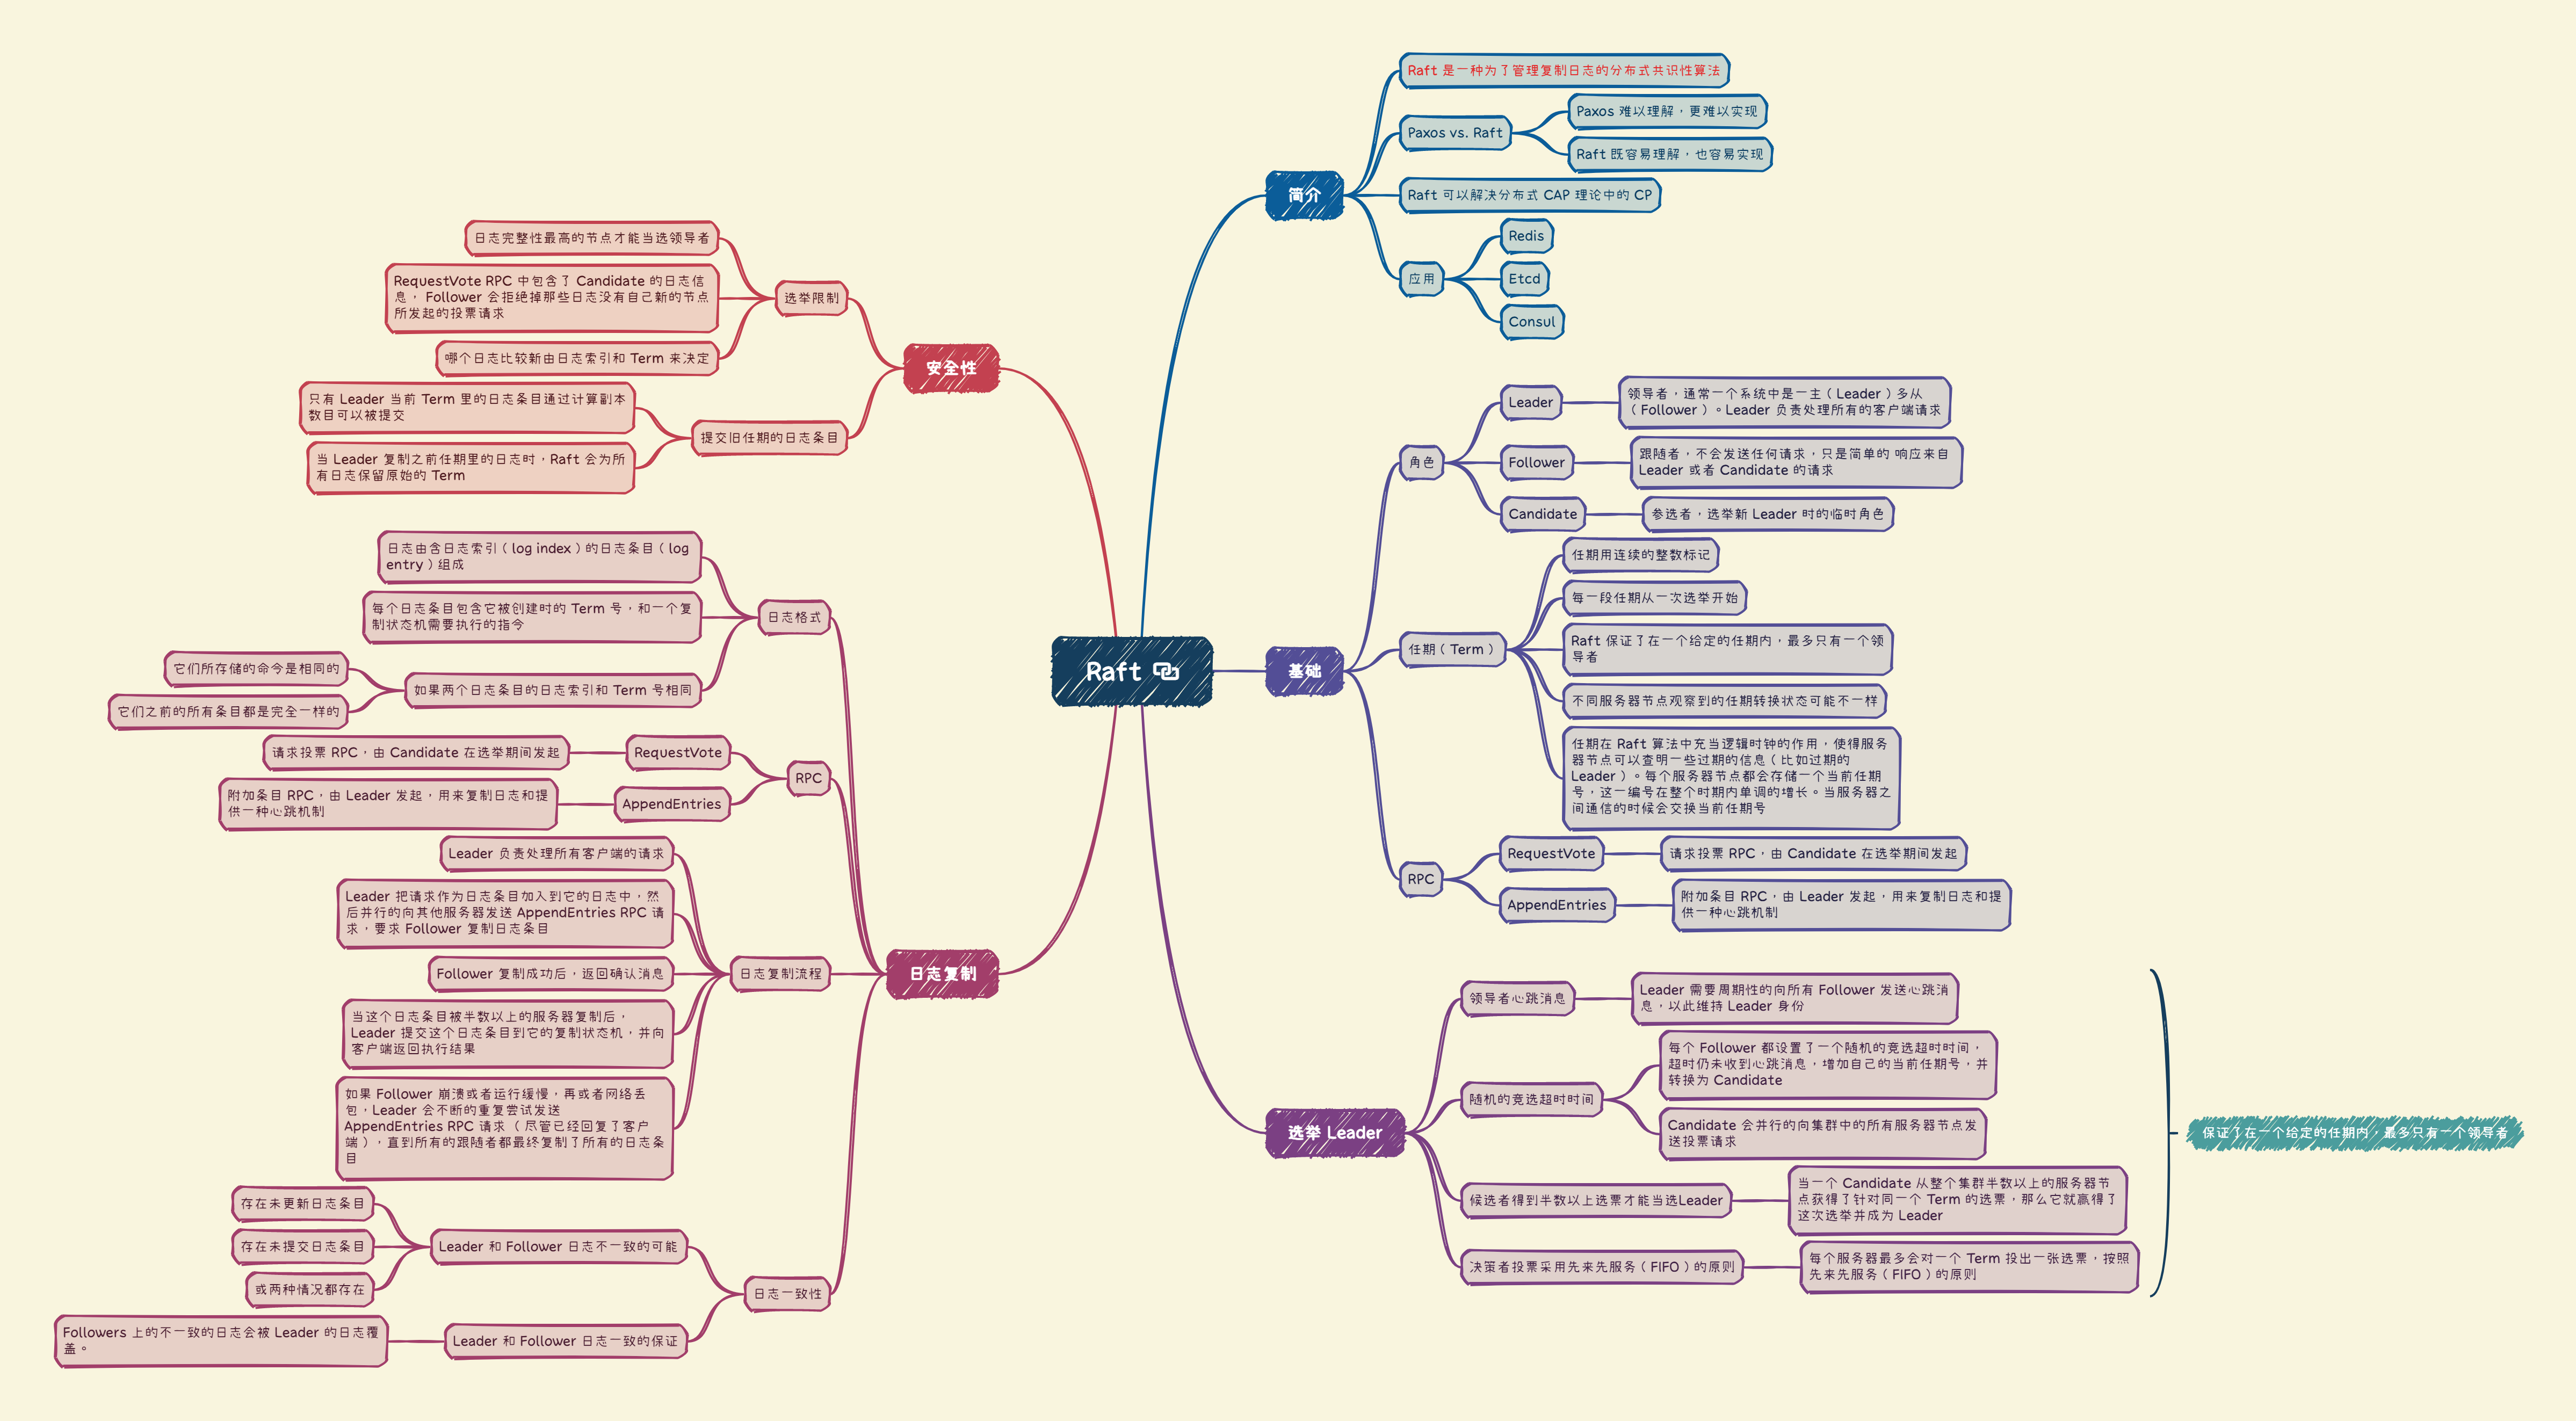 Raft
简介
Raft 是一种为了管理复制日志的分布式共识性算法
Paxos vs. Raft
Paxos 难以理解，更难以实现
Raft 既容易理解，也容易实现
Raft 可以解决分布式 CAP 理论中的 CP
应用
Redis
Etcd
Consul
基础
角色
Leader
领导者，通常一个系统中是一主（Leader）多从
（Follower）。Leader 负责处理所有的客户端请求
Follower
跟随者，不会发送任何请求，只是简单的 响应来自
Leader 或者 Candidate 的请求
Candidate
参选者，选举新 Leader 时的临时角色
任期（Term）
任期用连续的整数标记
每一段任期从一次选举开始
Raft 保证了在一个给定的任期内，最多只有一个领
导者
不同服务器节点观察到的任期转换状态可能不一样
任期在 Raft 算法中充当逻辑时钟的作用，使得服务
器节点可以查明一些过期的信息（比如过期的
Leader）。每个服务器节点都会存储一个当前任期
号，这一编号在整个时期内单调的增长。当服务器之
间通信的时候会交换当前任期号
RPC
RequestVote
请求投票 RPC，由 Candidate 在选举期间发起
AppendEntries
附加条目 RPC，由 Leader 发起，用来复制日志和提
供一种心跳机制
选举 Leader
领导者心跳消息
Leader 需要周期性的向所有 Follower 发送心跳消
息，以此维持 Leader 身份
随机的竞选超时时间
每个 Follower 都设置了一个随机的竞选超时时间，
超时仍未收到心跳消息，增加自己的当前任期号，并
转换为 Candidate
Candidate 会并行的向集群中的所有服务器节点发
送投票请求
候选者得到半数以上选票才能当选Leader
当一个 Candidate 从整个集群半数以上的服务器节
点获得了针对同一个 Term 的选票，那么它就赢得了
这次选举并成为 Leader
决策者投票采用先来先服务（FIFO）的原则
每个服务器最多会对一个 Term 投出一张选票，按照
先来先服务（FIFO）的原则
保证了在一个给定的任期内，最多只有一个领导者
安全性
选举限制
日志完整性最高的节点才能当选领导者
RequestVote RPC 中包含了 Candidate 的日志信
息， Follower 会拒绝掉那些日志没有自己新的节点
所发起的投票请求
哪个日志比较新由日志索引和 Term 来决定
提交旧任期的日志条目
只有 Leader 当前 Term 里的日志条目通过计算副本
数目可以被提交
当 Leader 复制之前任期里的日志时，Raft 会为所
有日志保留原始的 Term
日志复制
日志格式
日志由含日志索引（log index）的日志条目（log
entry）组成
每个日志条目包含它被创建时的 Term 号，和一个复
制状态机需要执行的指令
如果两个日志条目的日志索引和 Term 号相同
它们所存储的命令是相同的
它们之前的所有条目都是完全一样的
RPC
RequestVote
请求投票 RPC，由 Candidate 在选举期间发起
AppendEntries
附加条目 RPC，由 Leader 发起，用来复制日志和提
供一种心跳机制
日志复制流程
Leader 负责处理所有客户端的请求
Leader 把请求作为日志条目加入到它的日志中，然
后并行的向其他服务器发送 AppendEntries RPC 请
求，要求 Follower 复制日志条目
Follower 复制成功后，返回确认消息
当这个日志条目被半数以上的服务器复制后，
Leader 提交这个日志条目到它的复制状态机，并向
客户端返回执行结果
如果 Follower 崩溃或者运行缓慢，再或者网络丢
包，Leader 会不断的重复尝试发送
AppendEntries RPC 请求 （尽管已经回复了客户
端），直到所有的跟随者都最终复制了所有的日志条
目
日志一致性
Leader 和 Follower 日志不一致的可能
存在未更新日志条目
存在未提交日志条目
或两种情况都存在
Leader 和 Follower 日志一致的保证
Followers 上的不一致的日志会被 Leader 的日志覆
盖。